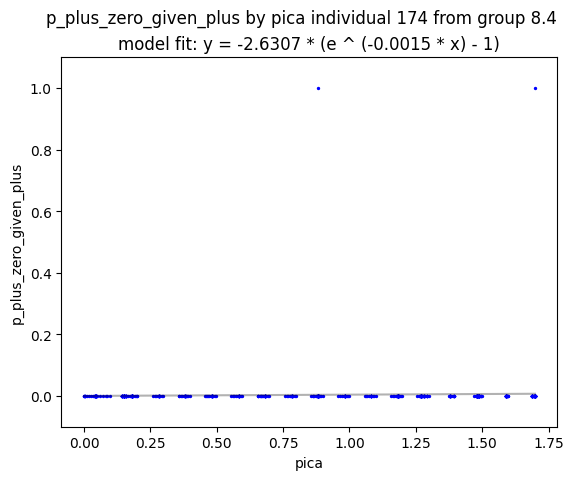 p_plus_zero_given_plus by pica individual 174 from group 8.4
model fit: y = -2.6307 * (e ^ (-0.0015 * x) - 1)
1.0
0.8
0.6
0.4
0.2
0.0
p_plus_zero_given_plus
0.00 0.25 0.50 0.75 1.00 1.25 1.50 1.75
pica